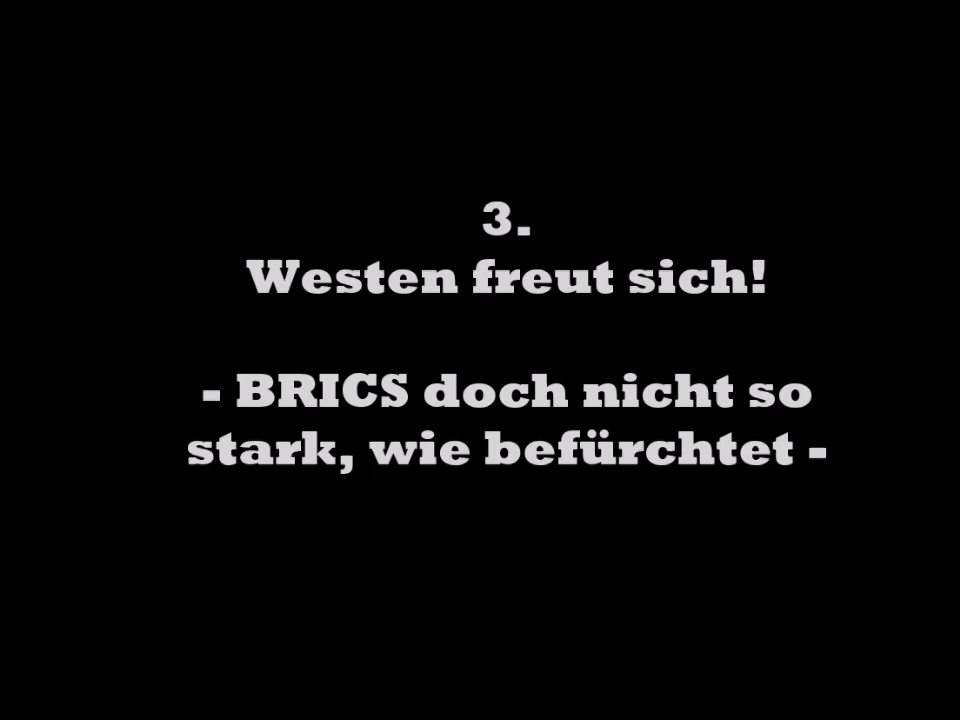 3.
Westen freut sich!
- BRICS doch nicht so
stark, wie befürchtet -